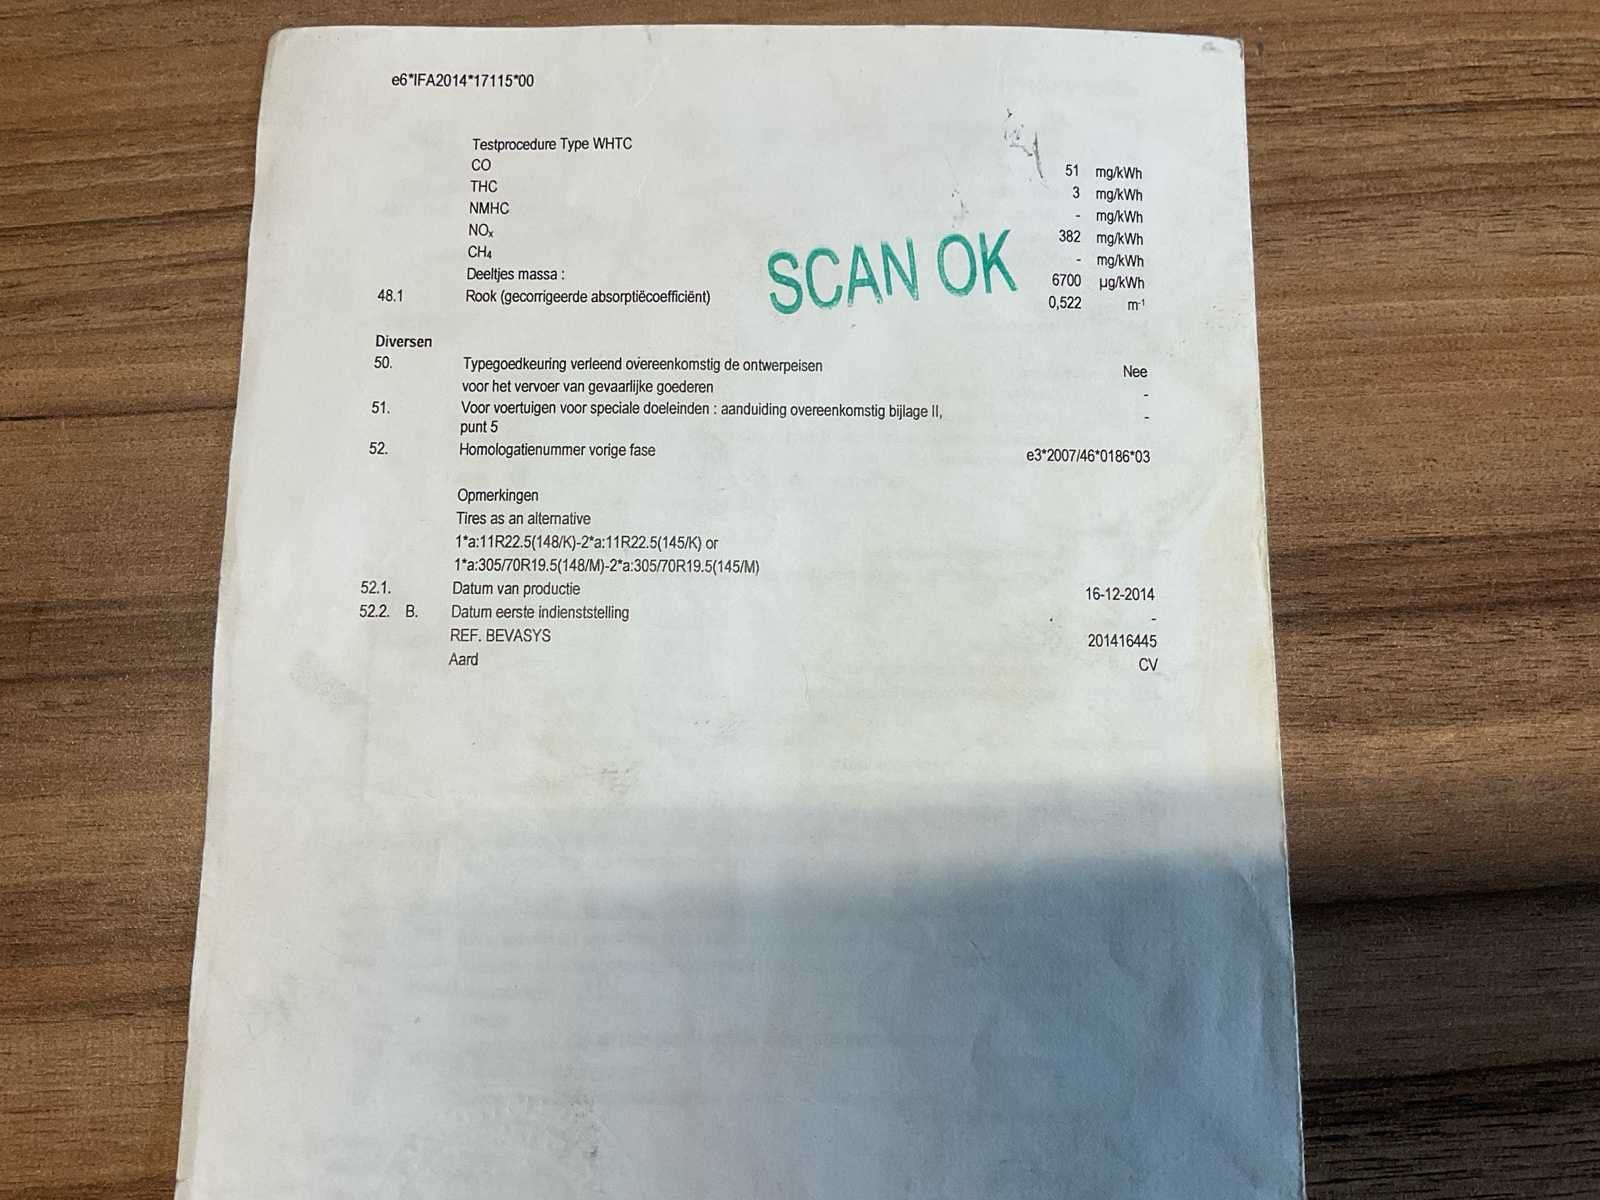 e6*IFA2014*17115*00
Testprocedure Type WHTC
CO 51 mg/kWh
THC 3 mg/kWh
NMHC - mg/kWh
NOx 382 mg/kWh
CH4 - mg/kWh
Deeltjes massa : 6700 µg/kWh
48.1 Rook (gecorrigeerde absorptiëcoefficiënt) 0,522 m-1
SCAN OK
Diversen
50. Typegoedkeuring verleend overeenkomstig de ontwerpeisen Nee
voor het vervoer van gevaarlijke goederen -
51. Voor voertuigen voor speciale doeleinden : aanduiding overeenkomstig bijlage II, -
punt 5
52. Homologatienummer vorige fase e3*2007/46*0186*03
Opmerkingen
Tires as an alternative
1*a:11R22.5(148/K)-2*a:11R22.5(145/K) or
1*a:305/70R19.5(148/M)-2*a:305/70R19.5(145/M)
52.1. Datum van productie 16-12-2014
52.2. B. Datum eerste indienststelling -
REF. BEVASYS 201416445
Aard CV